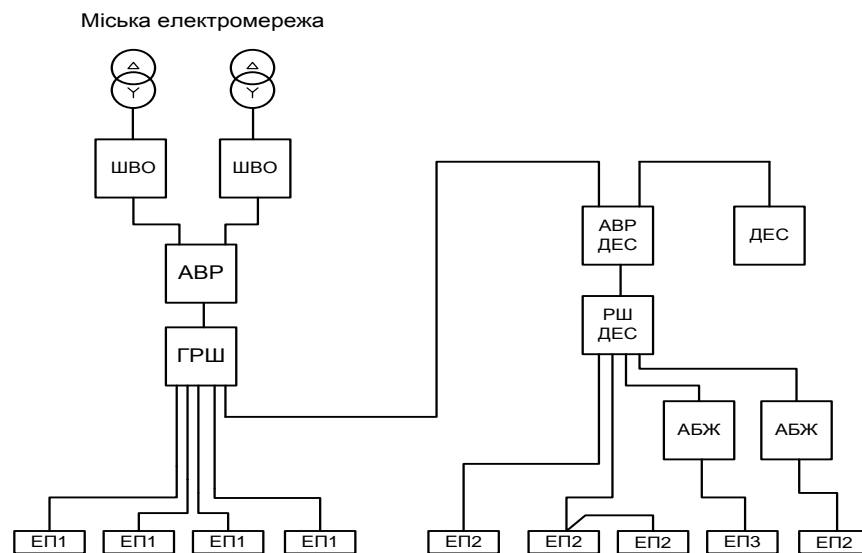 Міська електромережа
ШВО
ШВО
АВР
ГРШ
АВР
ДЕС
ДЕС
РШ
ДЕС
АБЖ
АБЖ
ЕП1
ЕП1
ЕП1
ЕП1
ЕП2
ЕП2
ЕП2
ЕП3
ЕП2